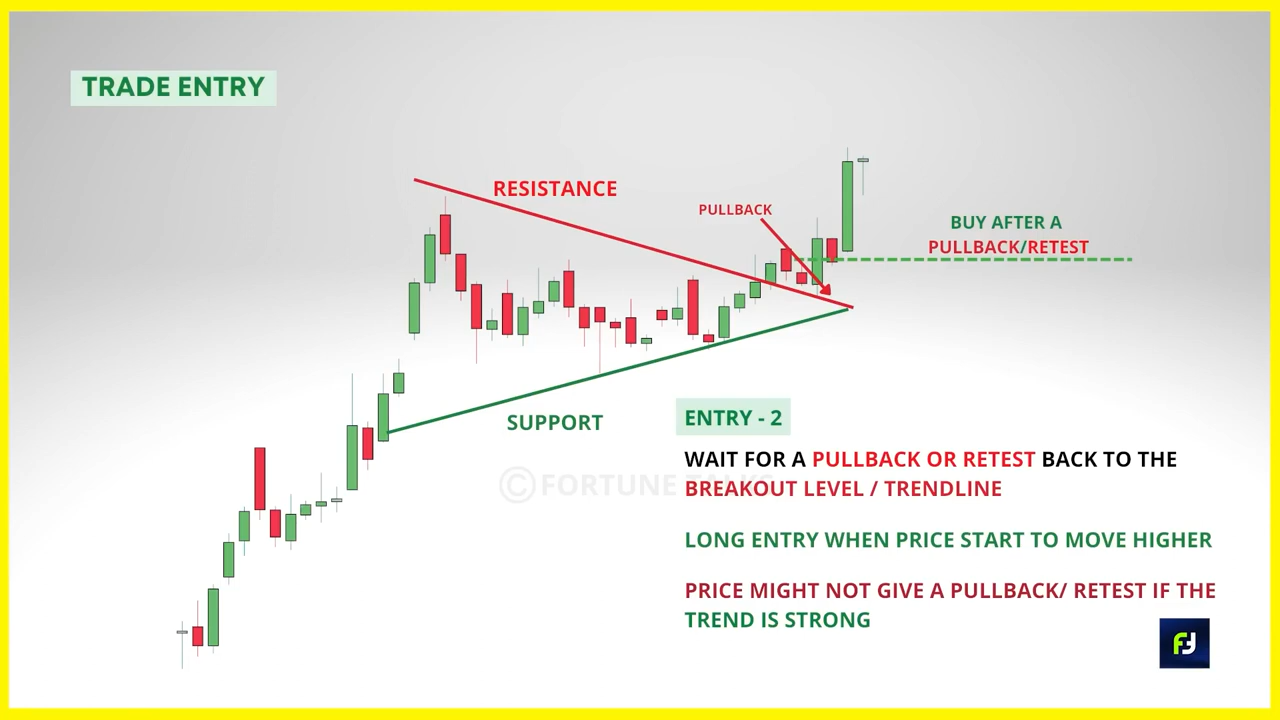 TRADE ENTRY
RESISTANCE
PULLBACK
BUY AFTER A
PULLBACK/RETEST
SUPPORT
ENTRY - 2
WAIT FOR A PULLBACK OR RETEST BACK TO THE
©FORTUNE
BREAKOUT LEVEL / TRENDLINE
LONG ENTRY WHEN PRICE START TO MOVE HIGHER
PRICE MIGHT NOT GIVE A PULLBACK/ RETEST IF THE
TREND IS STRONG